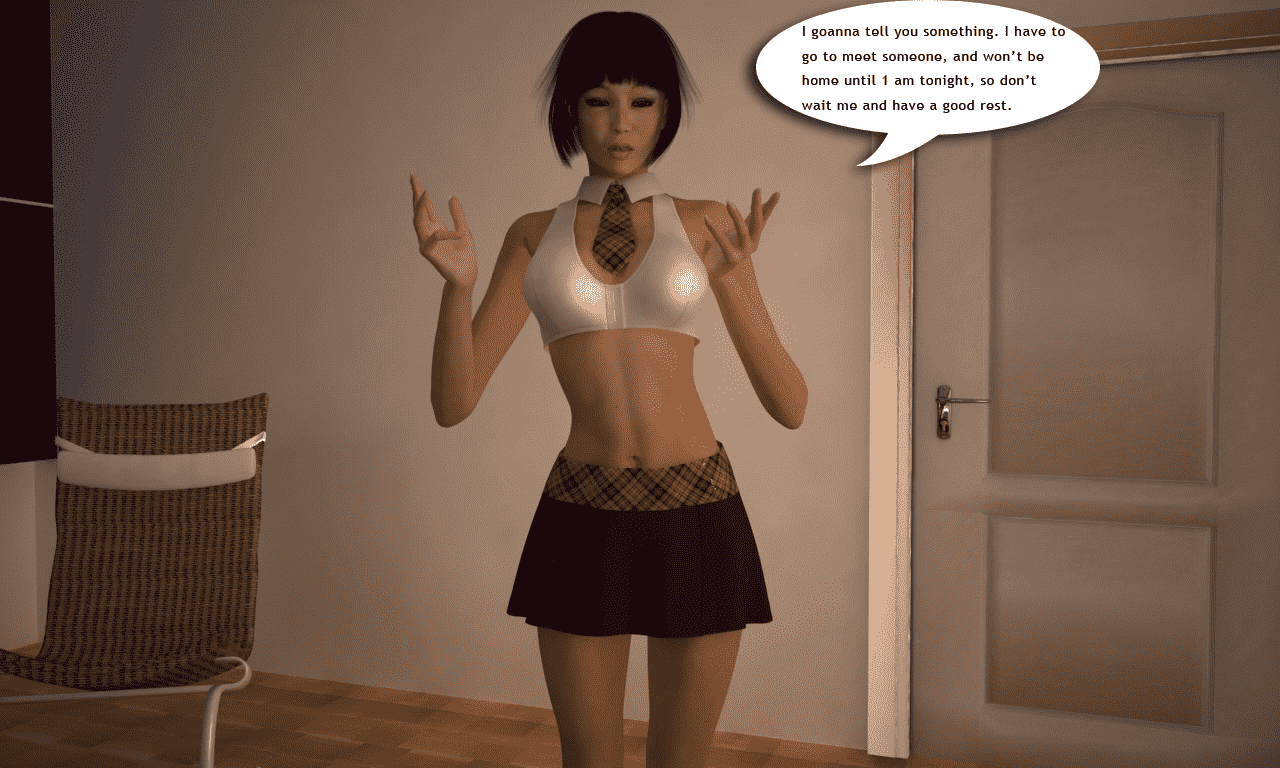 I goanna tell you something. I have to
go to meet someone, and won't be
home until 1 am tonight, so don't
wait me and have a good rest.